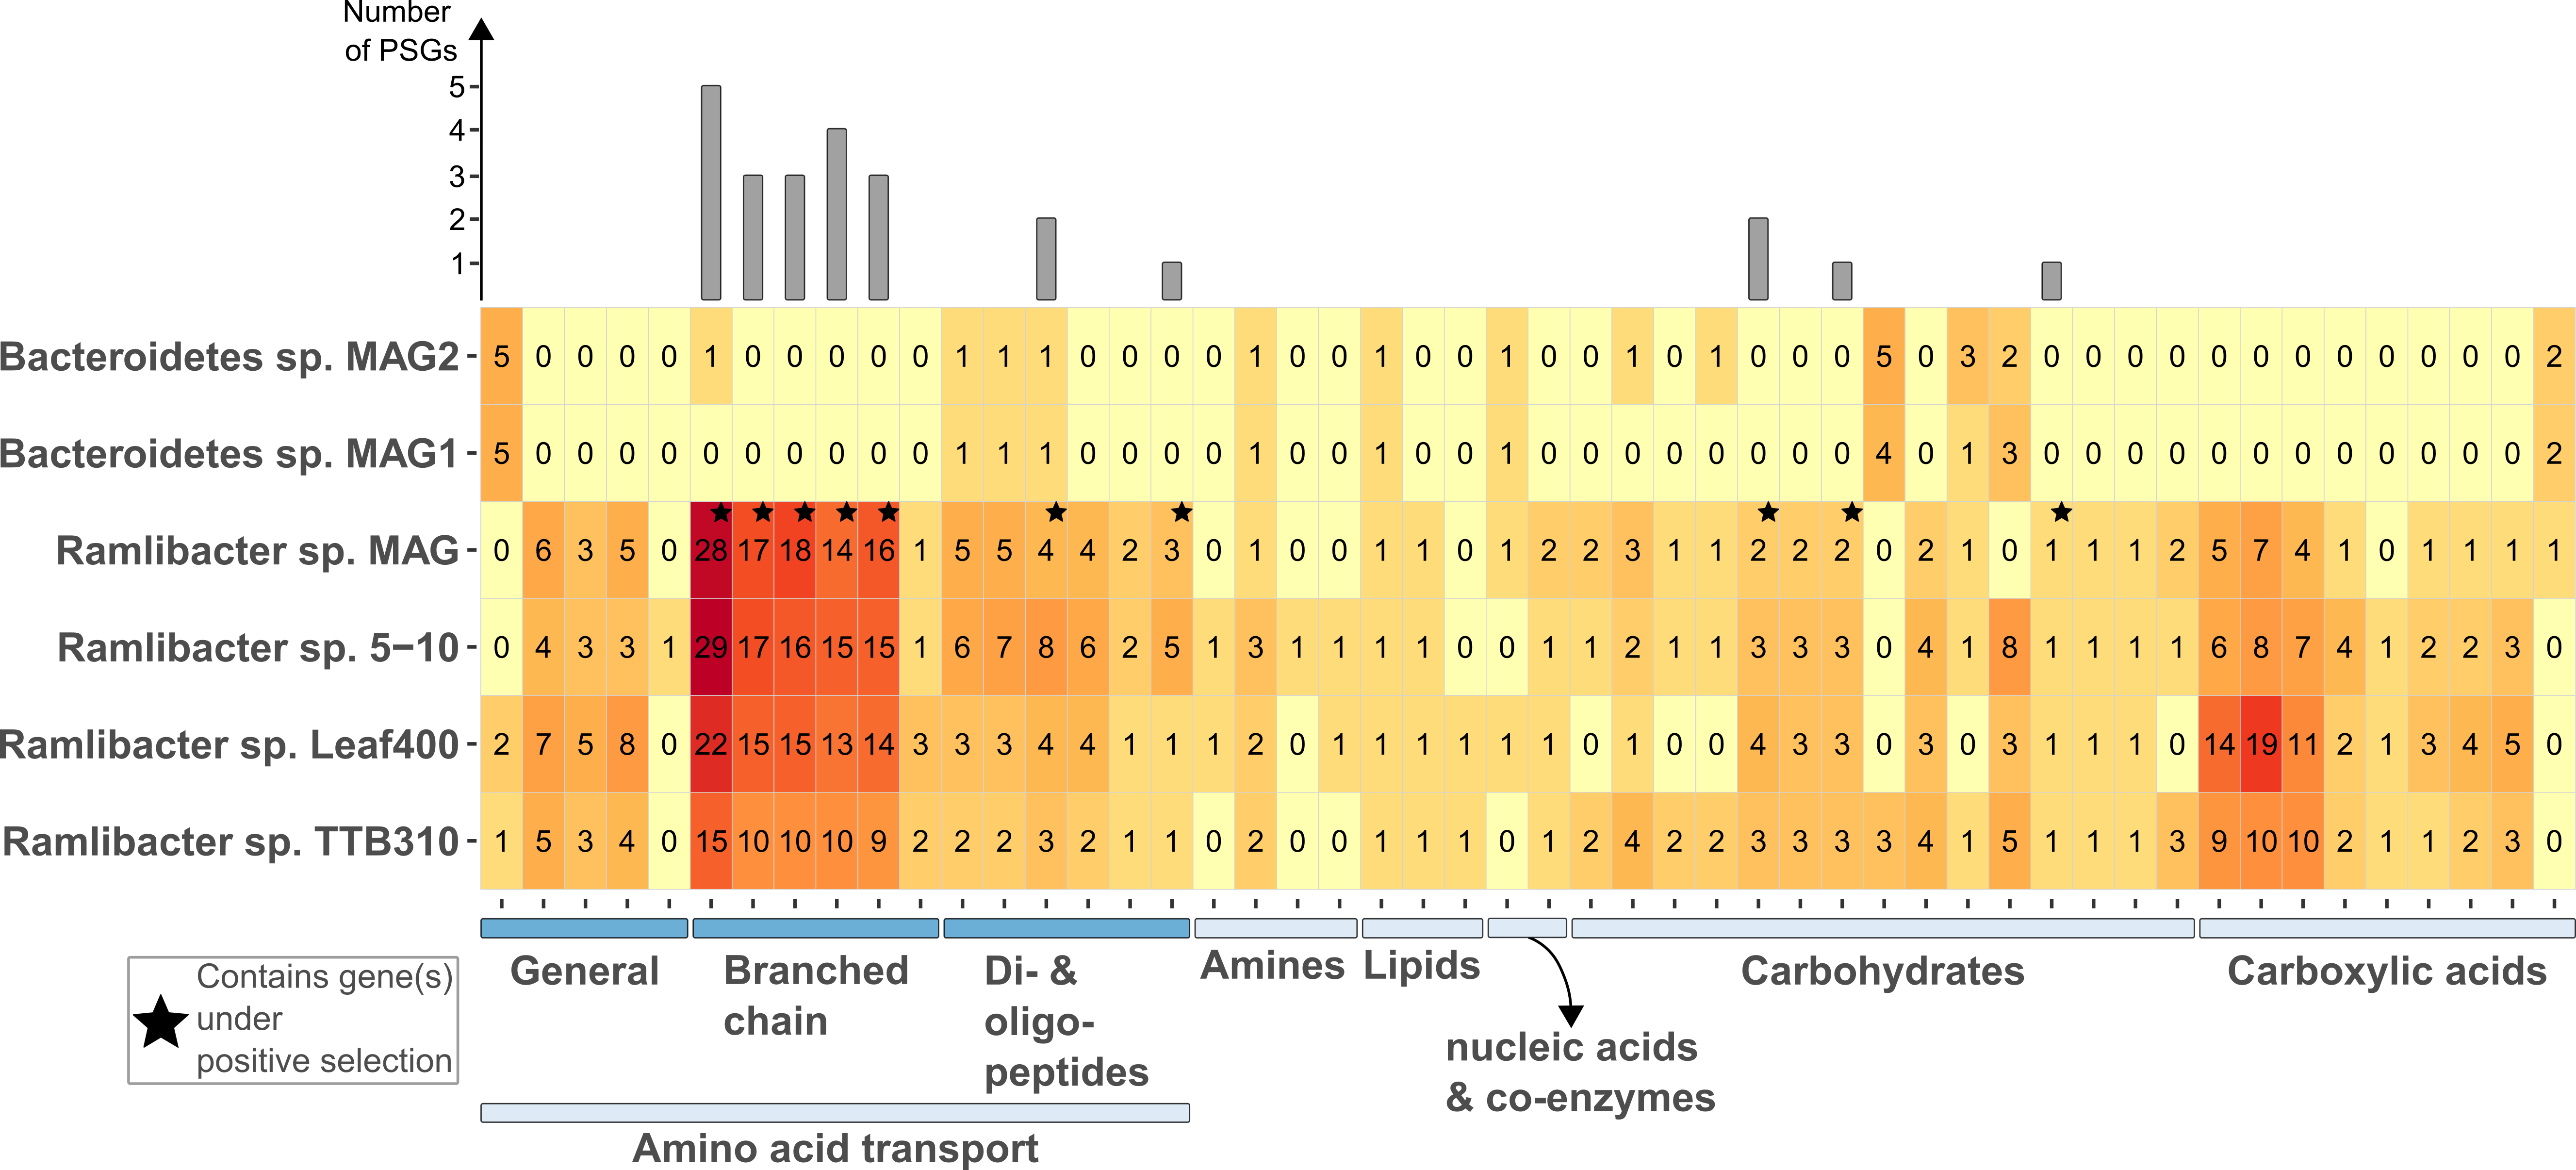 Number
of PSGs
5
4
3
2
1
Bacteroidetes sp. MAG2 5 0 0 0 0 1 0 0 0 0 0 1 1 1 0 0 0 0 1 0 0 1 0 0 1 0 0 1 0 1 0 0 0 5 0 3 2 0 0 0 0 0 0 0 0 0 0 0 0 2
Bacteroidetes sp. MAG1 5 0 0 0 0 0 0 0 0 0 0 1 1 1 0 0 0 0 1 0 0 1 0 0 1 0 0 0 0 0 0 0 0 4 0 1 3 0 0 0 0 0 0 0 0 0 0 0 0 2
Ramlibacter sp. MAG 0 6 3 5 0 28 17 18 14 16 1 5 5 4 4 2 3 0 1 0 0 1 1 0 1 2 2 3 1 1 2 2 2 0 2 1 0 1 1 1 2 5 7 4 1 0 1 1 1 1
Ramlibacter sp. 5−10 0 4 3 3 1 29 17 16 15 15 1 6 7 8 6 2 5 1 3 1 1 1 1 0 0 1 1 2 1 1 3 3 3 0 4 1 8 1 1 1 1 6 8 7 4 1 2 2 3 0
Ramlibacter sp. Leaf400 2 7 5 8 0 22 15 15 13 14 3 3 3 4 4 1 1 1 2 0 1 1 1 1 1 1 0 1 0 0 4 3 3 0 3 0 3 1 1 1 0 14 19 11 2 1 3 4 5 0
Ramlibacter sp. TTB310 1 5 3 4 0 15 10 10 10 9 2 2 2 3 2 1 1 0 2 0 0 1 1 1 0 1 2 4 2 2 3 3 3 3 4 1 5 1 1 1 3 9 10 10 2 1 1 2 3 0
General
Branched
chain
Di- &
oligo-
peptides
Amines
Lipids
nucleic acids
& co-enzymes
Carbohydrates
Carboxylic acids
Amino acid transport
Contains gene(s)
under
positive selection